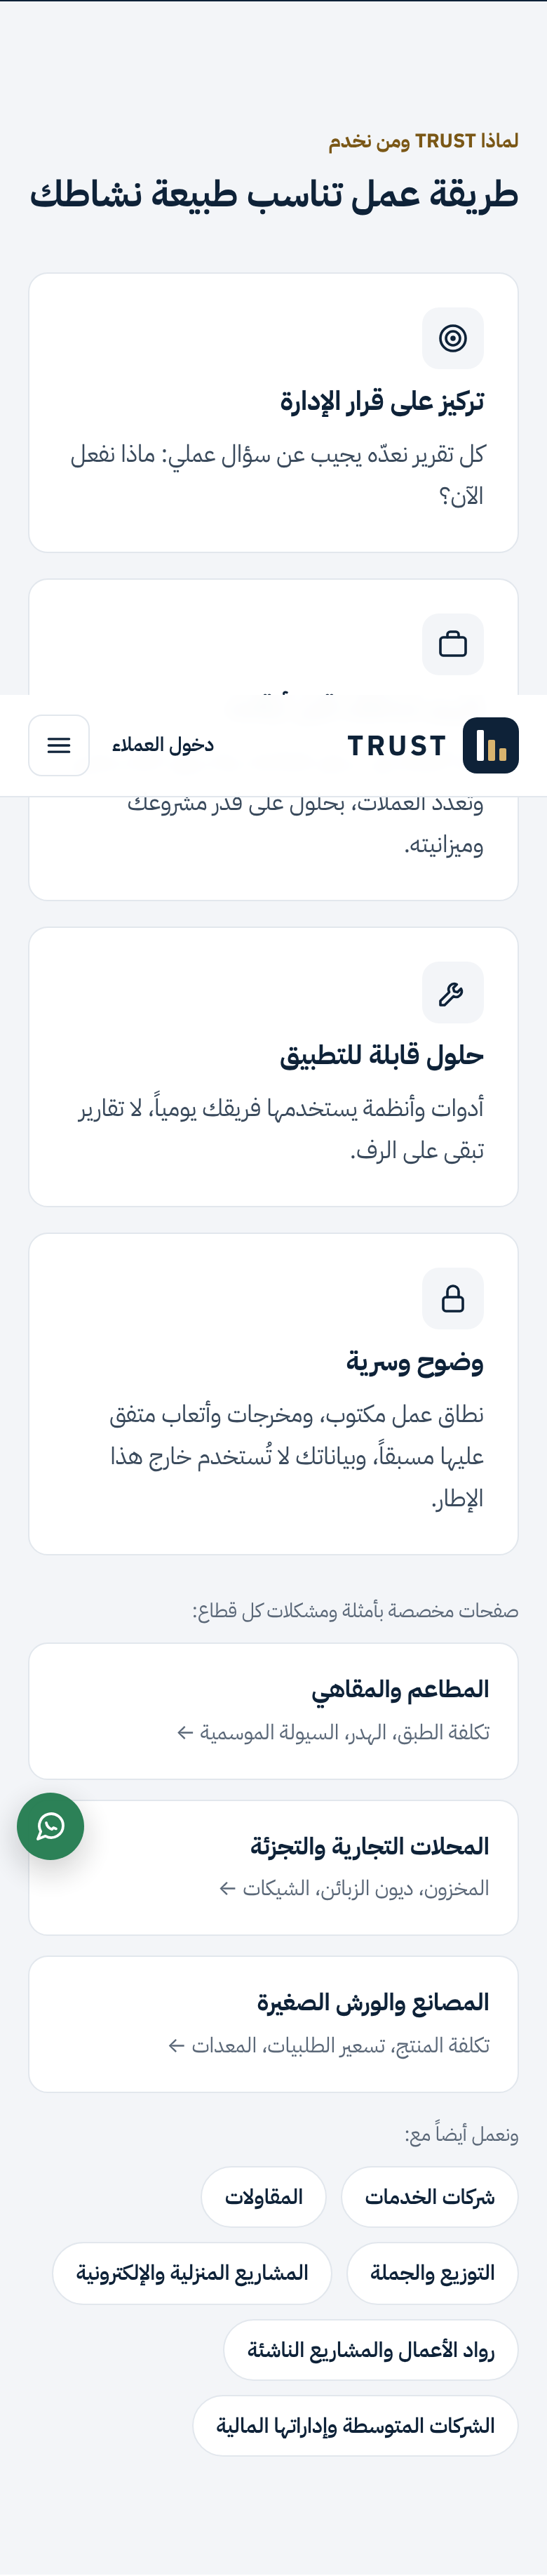 لماذا TRUST ومن نخدم
طريقة عمل تناسب طبيعة نشاطك
تركيز على قرار الإدارة
كل تقرير نعدّه يجيب عن سؤال عملي: ماذا نفعل
الآن؟
TRUST
دخول العملاء
وتعدد العملات، بحلول على قدر مشروعك
وميزانيته.
حلول قابلة للتطبيق
أدوات وأنظمة يستخدمها فريقك يومياً، لا تقارير
تبقى على الرف.
وضوح وسرية
نطاق عمل مكتوب، ومخرجات وأتعاب متفق
عليها مسبقاً، وبياناتك لا تُستخدم خارج هذا
الإطار.
صفحات مخصصة بأمثلة ومشكلات كل قطاع:
المطاعم والمقاهي
تكلفة الطبق، الهدر، السيولة الموسمية ←
المحلات التجارية والتجزئة
المخزون، ديون الزبائن، الشيكات ←
المصانع والورش الصغيرة
تكلفة المنتج، تسعير الطلبيات، المعدات ←
ونعمل أيضاً مع:
شركات الخدمات
المقاولات
التوزيع والجملة
المشاريع المنزلية والإلكترونية
رواد الأعمال والمشاريع الناشئة
الشركات المتوسطة وإداراتها المالية